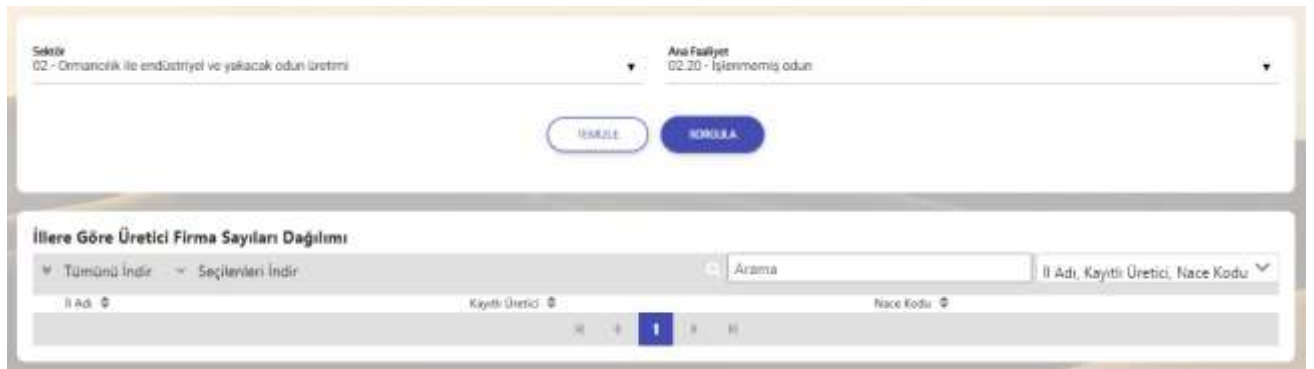 Sektör
02 - Ormancılık ile endüstriyel ve yakacak odun üretimi
Ana Faaliyet
02.20 - İşlenmemiş odun
TEMİZLE
SORGULA
İllere Göre Üretici Firma Sayıları Dağılımı
Tümünü İndir Seçilenleri İndir Arama İl Adı, Kayıtlı Üretici, Nace Kodu
İl Adı Kayıtlı Üretici Nace Kodu
1